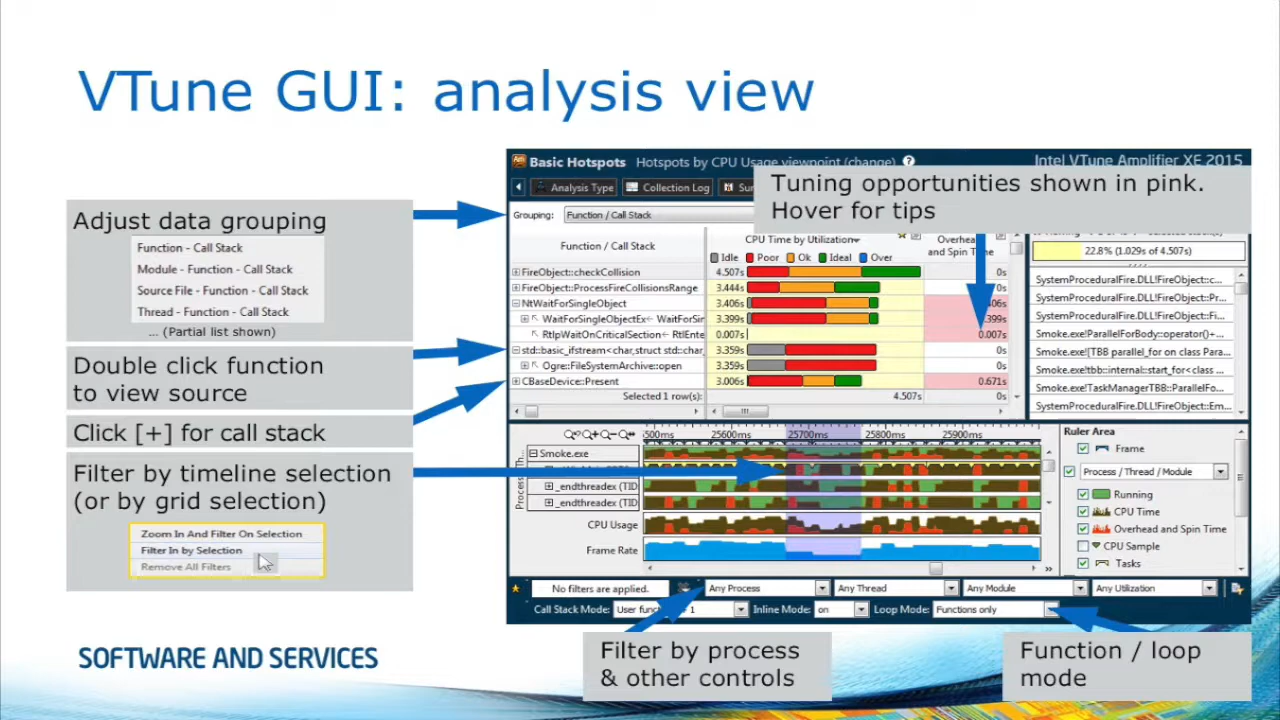 VTune GUI: analysis view
Adjust data grouping
Function - Call Stack
Module - Function - Call Stack
Source File - Function - Call Stack
Thread - Function - Call Stack
... (Partial list shown)
Double click function
to view source
Click [+] for call stack
Filter by timeline selection
(or by grid selection)
Zoom In And Filter On Selection
Filter In by Selection
Remove All Filters
SOFTWARE AND SERVICES
Basic Hotspots Hotspots by CPU Usage viewpoint (change) ?
Intel VTune Amplifier XE 2015
Analysis Type Collection Log
Tuning opportunities shown in pink.
Hover for tips
Grouping: Function / Call Stack
Function / Call Stack
CPU Time by Utilization
Idle Poor Ok Ideal Over
Overhead
and Spin Time
FireObject::checkCollision 4.507s 0s
FireObject::ProcessFireCollisionsRange 3.444s 0s
NtWaitForSingleObject 3.406s
WaitForSingleObjectEx← WaitForSin 3.399s
RtlpWaitOnCriticalSection← RtlEnte 0.007s 0.007s
std::basic_ifstream<char,struct std::char_ 3.359s 0s
Ogre::FileSystemArchive::open 3.359s 0s
CBaseDevice::Present 3.006s 0.671s
Selected 1 row(s): 4.507s 0s
22.8% (1.029s of 4.507s)
SystemProceduralFire.DLL!FireObject::c...
SystemProceduralFire.DLL!FireObject::Pr...
SystemProceduralFire.DLL!FireObject::Fi...
Smoke.exe!ParallelForBody::operator()+...
Smoke.exe![TBB parallel_for on class Para...
Smoke.exe!tbb::internal::start_for<class ...
Smoke.exe!TaskManagerTBB::ParallelFo...
SystemProceduralFire.DLL!FireObject::Em...
500ms 25600ms 25700ms 25800ms 25900ms
Smoke.exe
_endthreadex (TID
_endthreadex (TID
CPU Usage
Frame Rate
Ruler Area
Frame
Process / Thread / Module
Running
CPU Time
Overhead and Spin Time
CPU Sample
Tasks
No filters are applied. Any Process Any Thread Any Module Any Utilization
Call Stack Mode: 1 Inline Mode: on Loop Mode: Functions only
Filter by process
& other controls
Function / loop
mode